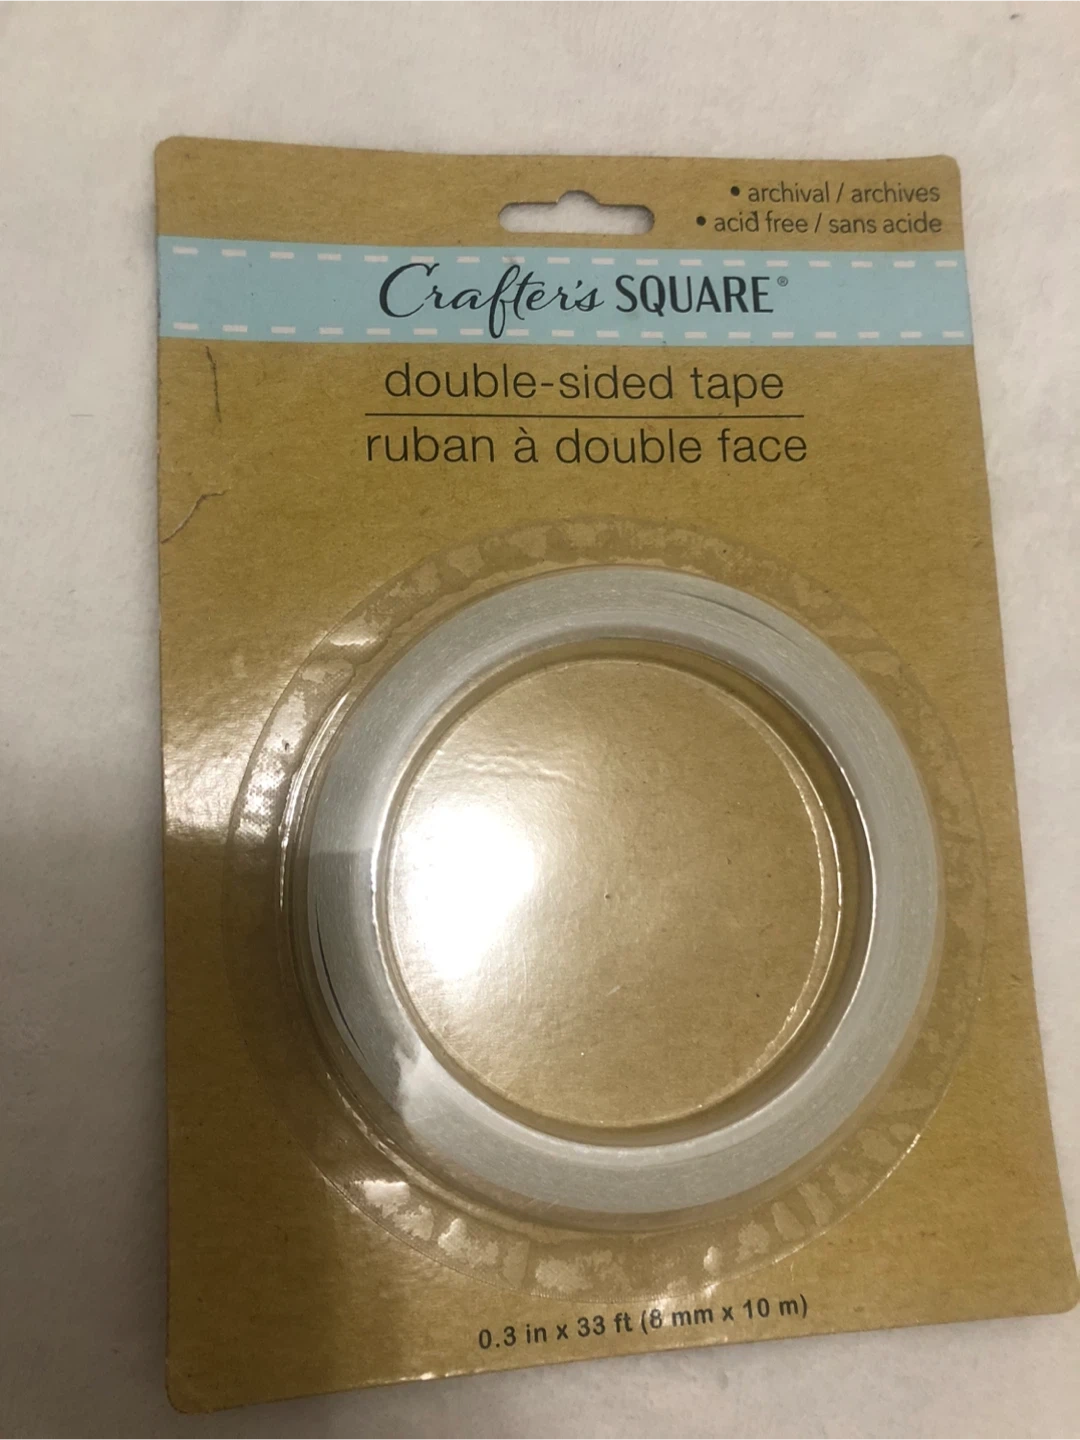 • archival / archives
• acid free / sans acide
Crafter's SQUARE®
double-sided tape
ruban à double face
0.3 in x 33 ft (8 mm x 10 m)